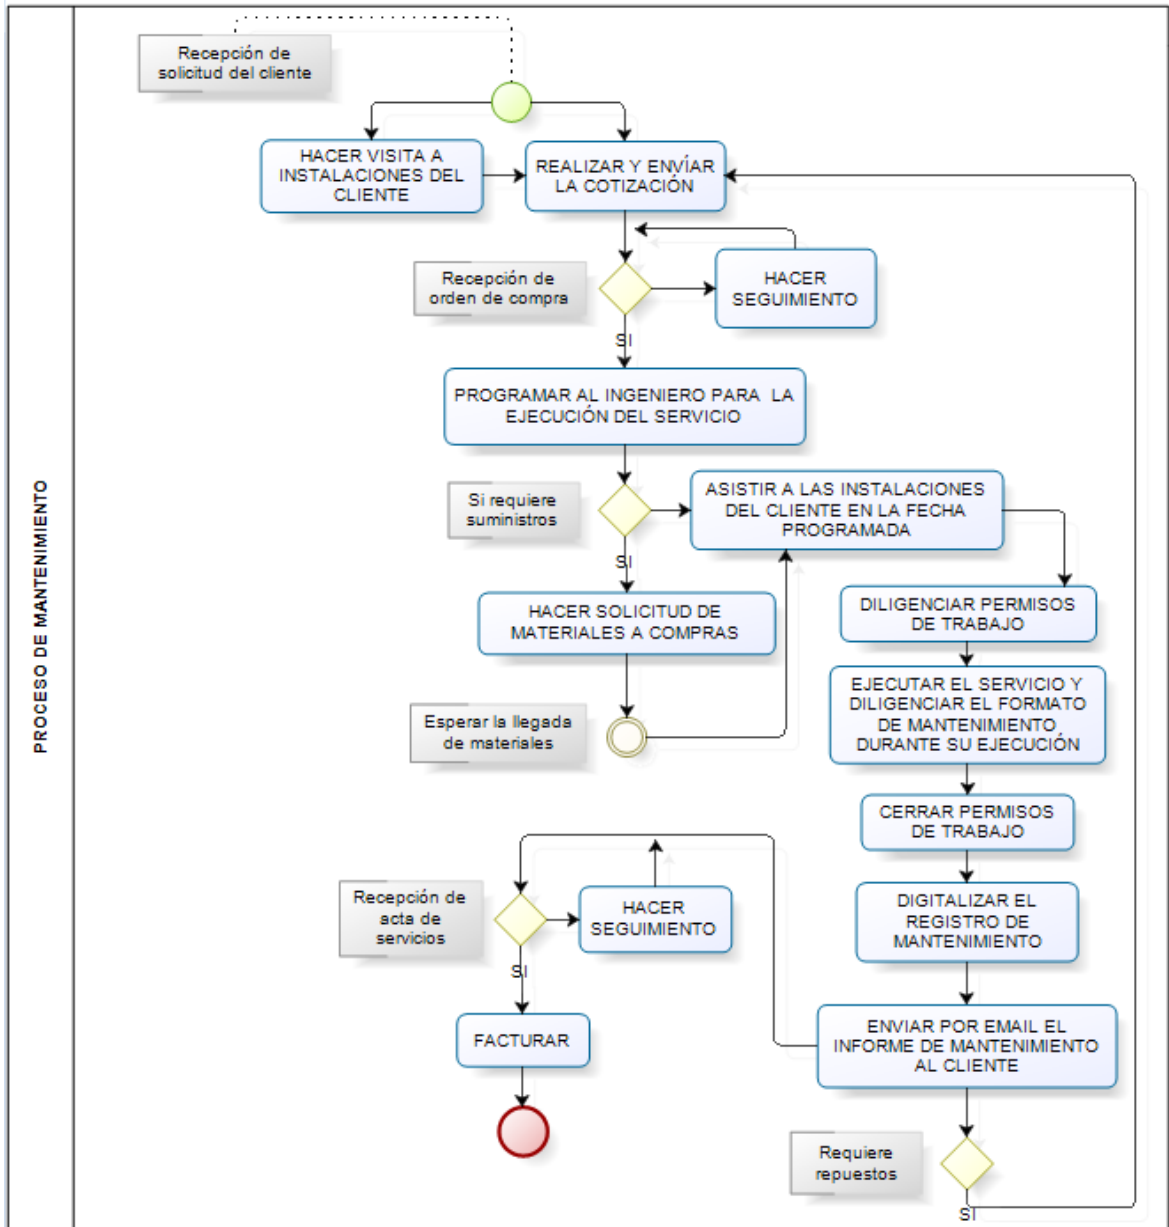 PROCESO DE MANTENIMIENTO
Recepción de
solicitud del cliente
HACER VISITA A
INSTALACIONES DEL
CLIENTE
REALIZAR Y ENVÍAR
LA COTIZACIÓN
Recepción de
orden de compra
HACER
SEGUIMIENTO
SI
PROGRAMAR AL INGENIERO PARA LA
EJECUCIÓN DEL SERVICIO
Si requiere
suministros
ASISTIR A LAS INSTALACIONES
DEL CLIENTE EN LA FECHA
PROGRAMADA
SI
HACER SOLICITUD DE
MATERIALES A COMPRAS
DILIGENCIAR PERMISOS
DE TRABAJO
Esperar la llegada
de materiales
EJECUTAR EL SERVICIO Y
DILIGENCIAR EL FORMATO
DE MANTENIMIENTO
DURANTE SU EJECUCIÓN
CERRAR PERMISOS
DE TRABAJO
Recepción de
acta de
servicios
HACER
SEGUIMIENTO
DIGITALIZAR EL
REGISTRO DE
MANTENIMIENTO
SI
FACTURAR
ENVIAR POR EMAIL EL
INFORME DE MANTENIMIENTO
AL CLIENTE
Requiere
repuestos
SI